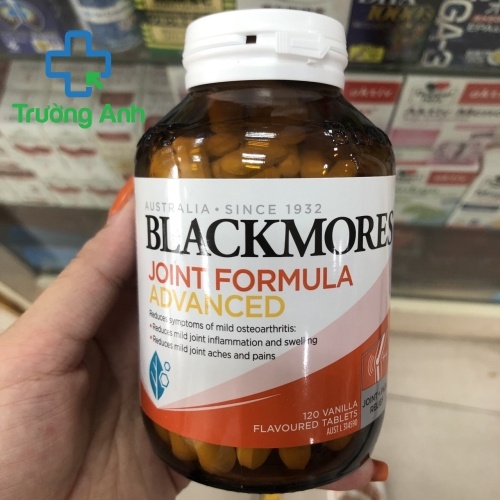 Trường Anh
AUSTRALIA • SINCE 1932
BLACKMORES
JOINT FORMULA
ADVANCED
Reduces symptoms of mild osteoarthritis:
• Reduces mild joint inflammation and swelling
• Reduces mild joint aches and pains
120 VANILLA
FLAVOURED TABLETS